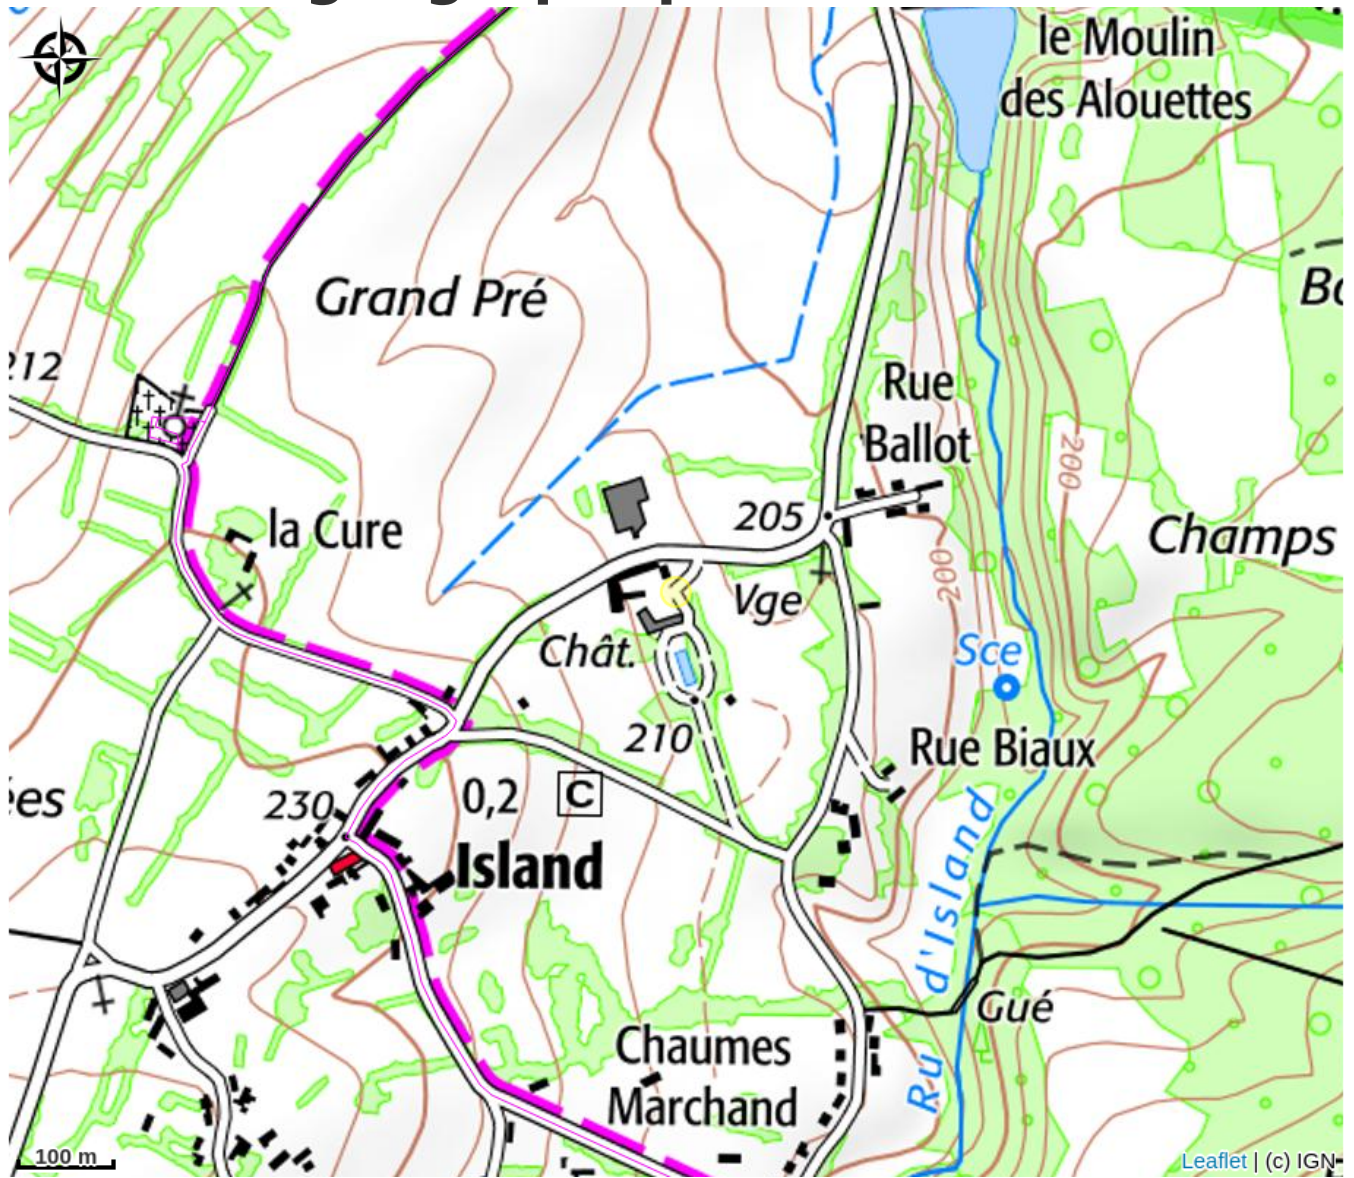 le Moulin
des Alouettes
Grand Pré
212
Rue
Ballot
200
205
la Cure
Champs
200
Vge
Chât.
Sce
210
Rue Biaux
ées
230
0,2
C
Island
Ru d'Island
Gué
Chaumes
Marchand
100 m
Leaflet | (c) IGN